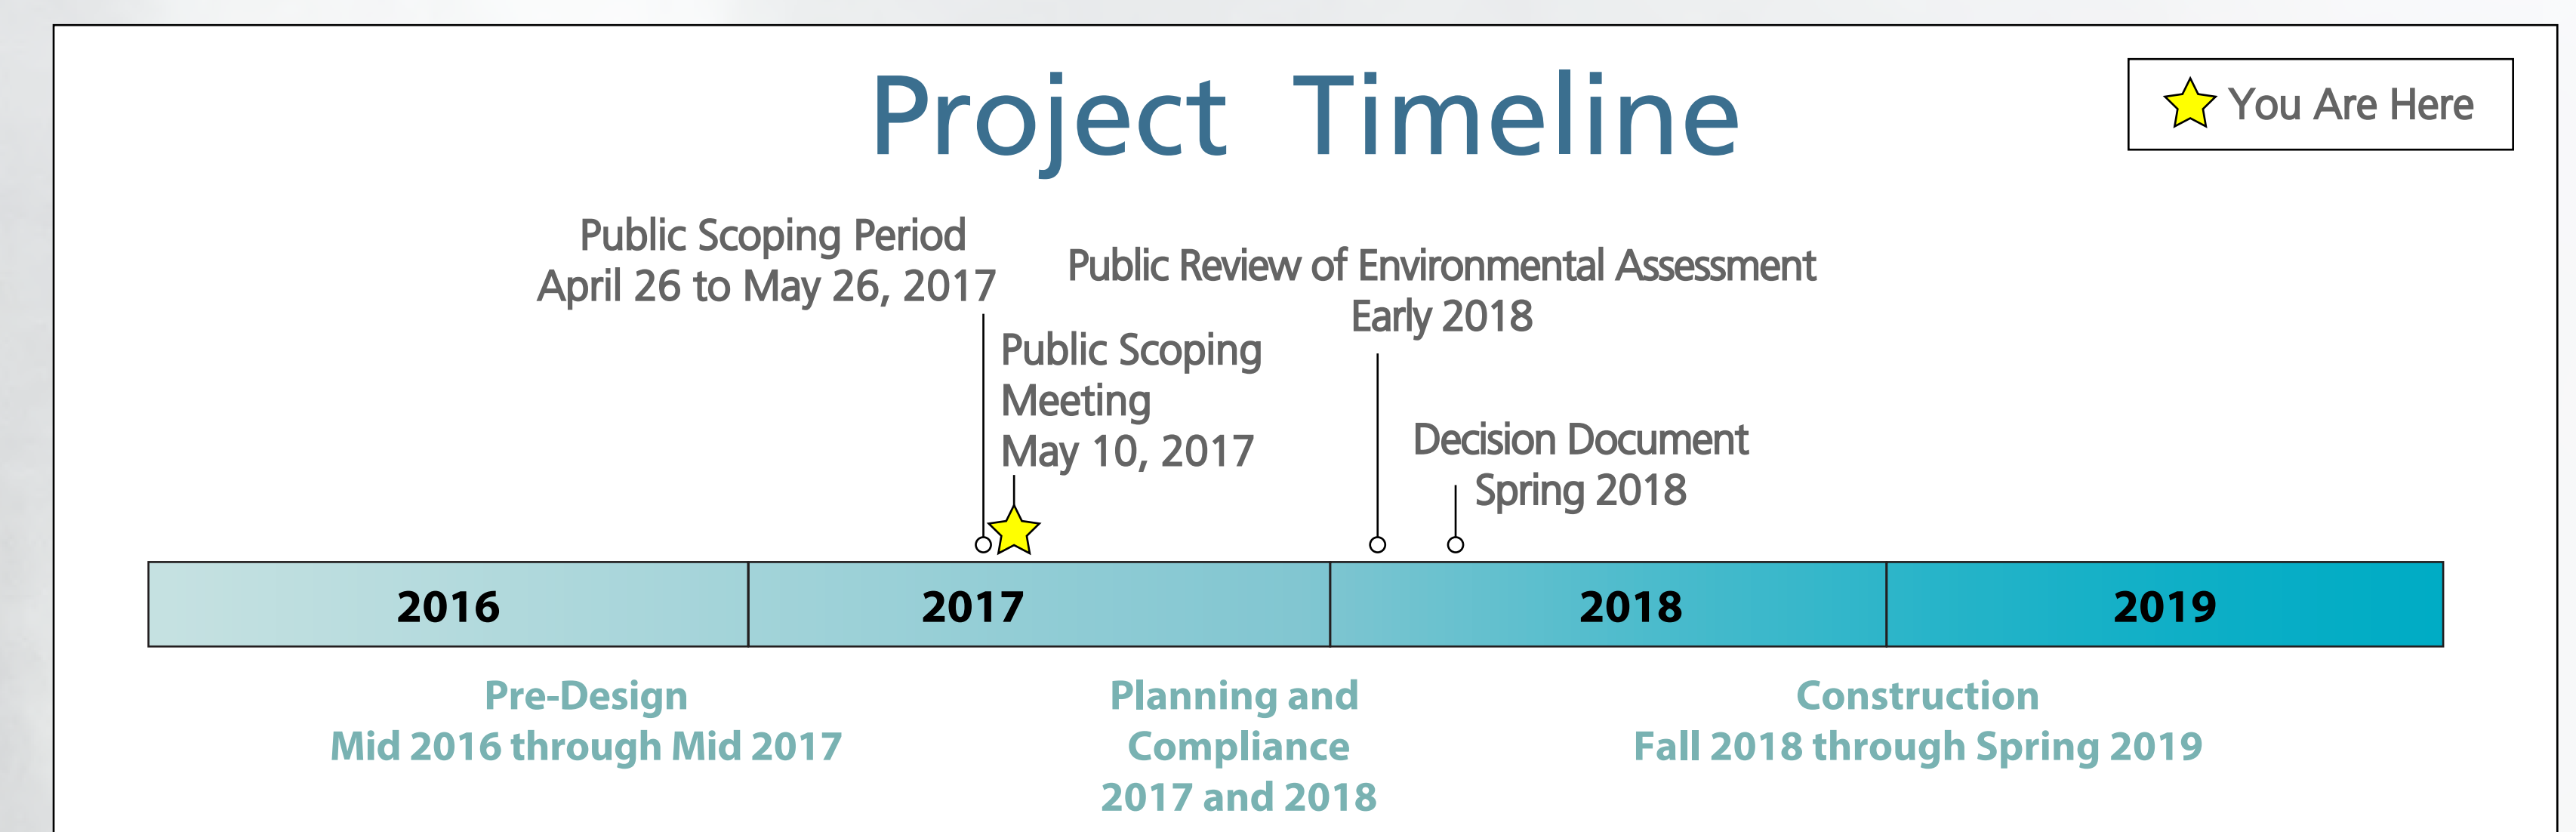 Project Timeline
You Are Here
Public Scoping Period
April 26 to May 26, 2017
Public Review of Environmental Assessment
Early 2018
Public Scoping
Meeting
May 10, 2017
Decision Document
Spring 2018
2016
2017
2018
2019
Pre-Design
Mid 2016 through Mid 2017
Planning and
Compliance
2017 and 2018
Construction
Fall 2018 through Spring 2019